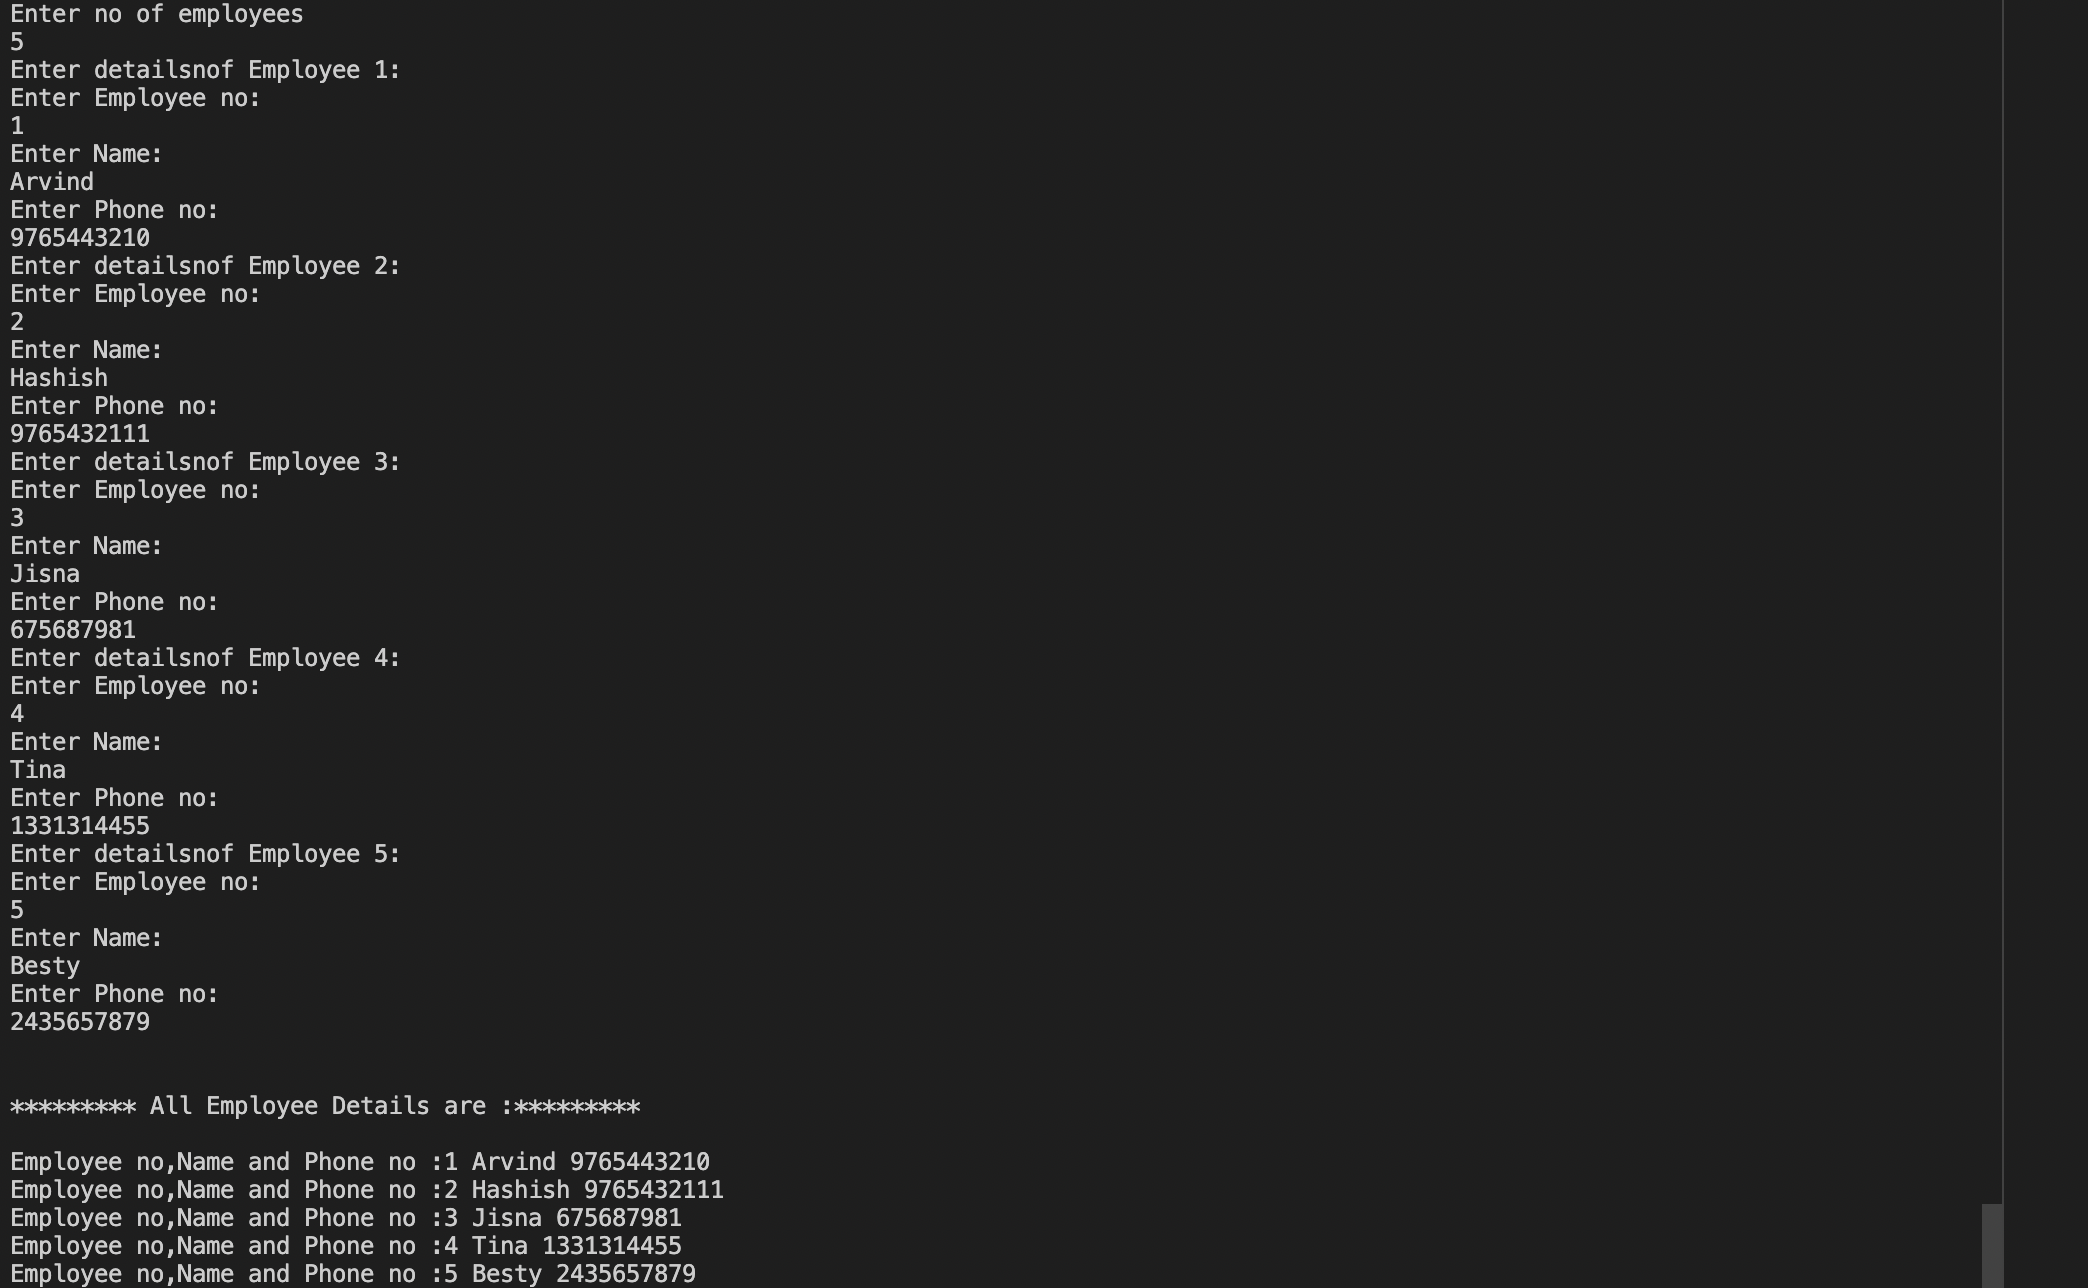 Enter no of employees
5
Enter detailsnof Employee 1:
Enter Employee no:
1
Enter Name:
Arvind
Enter Phone no:
9765443210
Enter detailsnof Employee 2:
Enter Employee no:
2
Enter Name:
Hashish
Enter Phone no:
9765432111
Enter detailsnof Employee 3:
Enter Employee no:
3
Enter Name:
Jisna
Enter Phone no:
675687981
Enter detailsnof Employee 4:
Enter Employee no:
4
Enter Name:
Tina
Enter Phone no:
1331314455
Enter detailsnof Employee 5:
Enter Employee no:
5
Enter Name:
Besty
Enter Phone no:
2435657879
********* All Employee Details are :*********
Employee no,Name and Phone no :1 Arvind 9765443210
Employee no,Name and Phone no :2 Hashish 9765432111
Employee no,Name and Phone no :3 Jisna 675687981
Employee no,Name and Phone no :4 Tina 1331314455
Employee no,Name and Phone no :5 Besty 2435657879